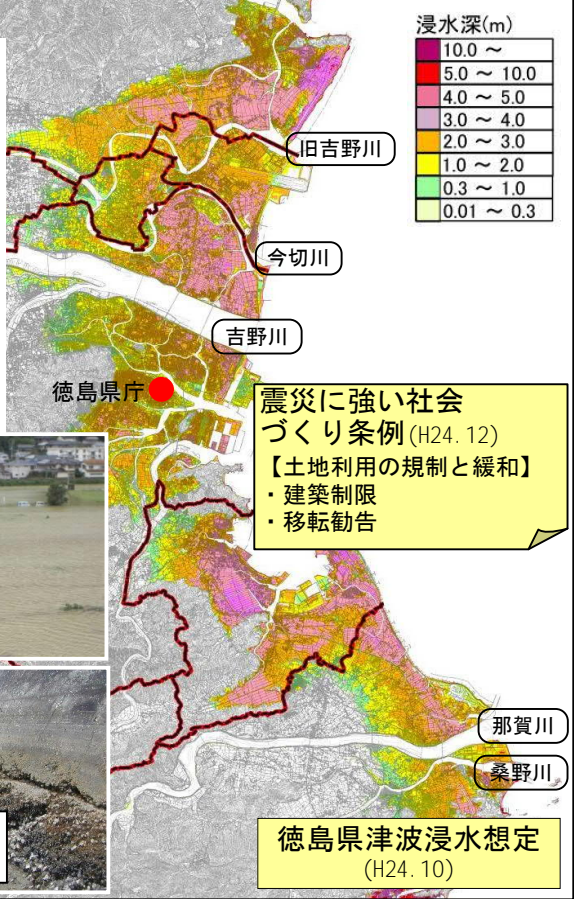 浸水深(m)
10.0 ～
5.0 ～ 10.0
4.0 ～ 5.0
3.0 ～ 4.0
2.0 ～ 3.0
1.0 ～ 2.0
0.3 ～ 1.0
0.01 ～ 0.3
旧吉野川
今切川
吉野川
徳島県庁
震災に強い社会
づくり条例(H24.12)
【土地利用の規制と緩和】
・建築制限
・移転勧告
那賀川
桑野川
徳島県津波浸水想定
(H24.10)